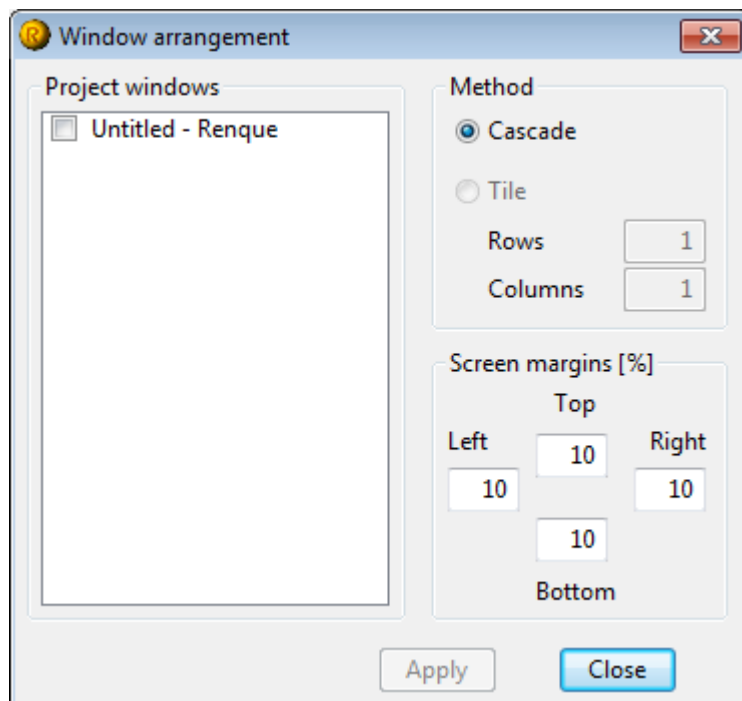 Window arrangement
Project windows
Untitled - Renque
Method
Cascade
Tile
Rows 1
Columns 1
Screen margins [%]
Top
Left 10 Right
10 10
10
Bottom
Apply Close